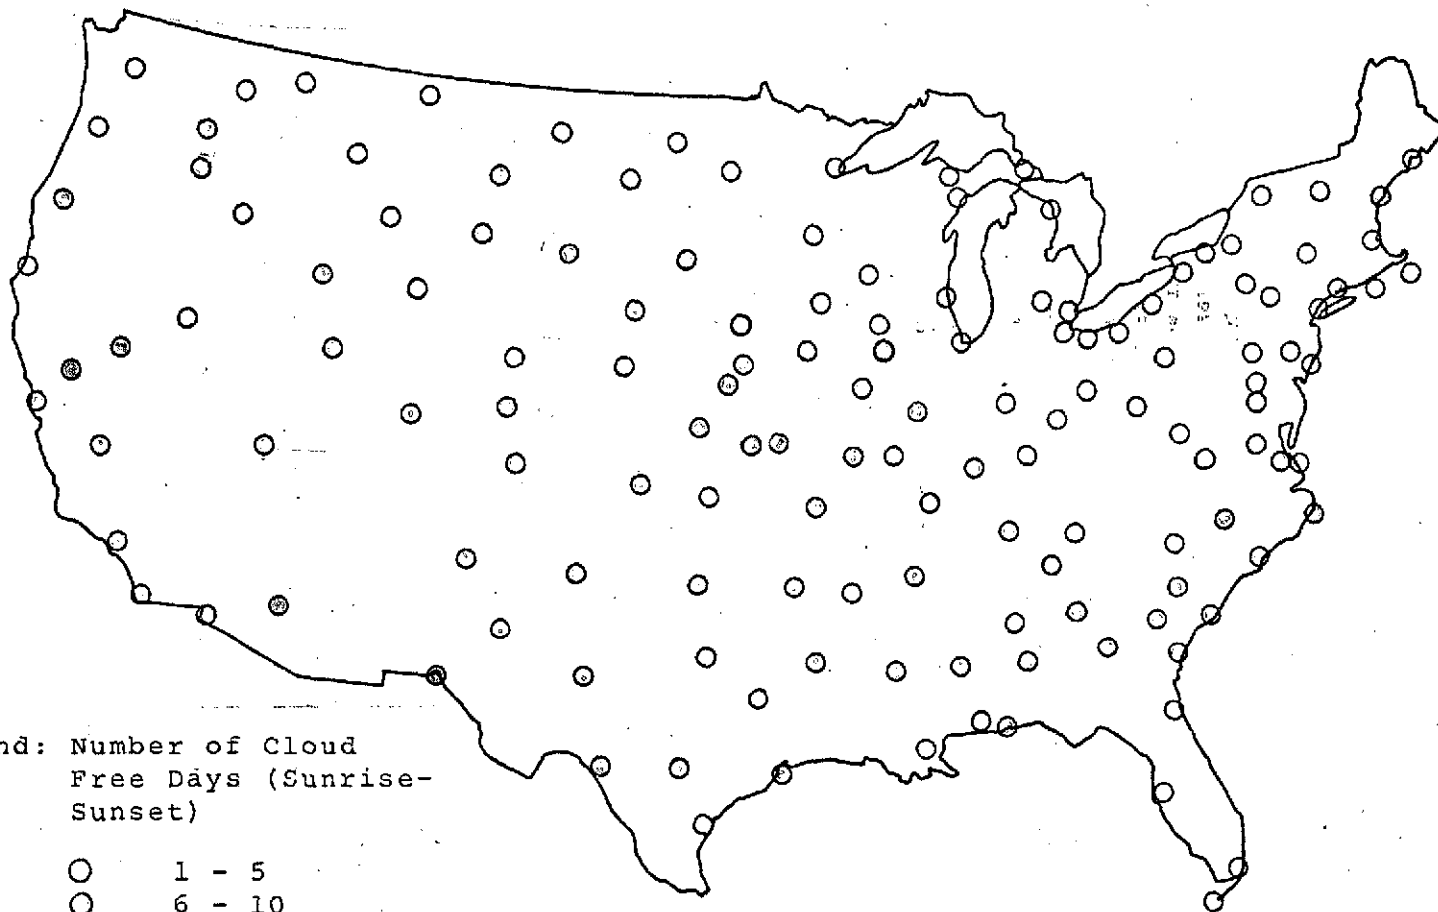 nd: Number of Cloud
Free Days (Sunrise-
Sunset)
1 - 5
6 - 10